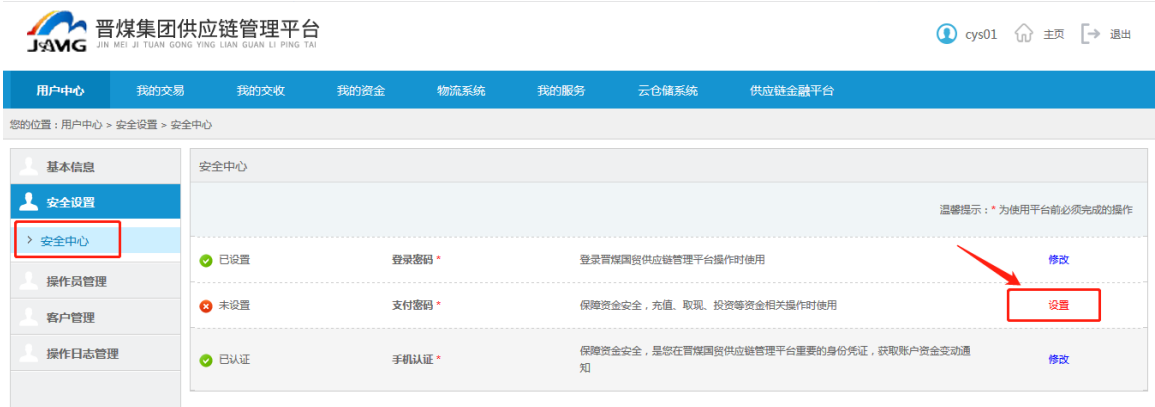 晋煤集团供应链管理平台
JAMG JIN MEI JI TUAN GONG YING LIAN GUAN LI PING TAI
cys01 主页 退出
用户中心 我的交易 我的交收 我的资金 物流系统 我的服务 云仓储系统 供应链金融平台
您的位置：用户中心 > 安全设置 > 安全中心
基本信息
安全设置
> 安全中心
操作员管理
客户管理
操作日志管理
安全中心
温馨提示：* 为使用平台前必须完成的操作
已设置 登录密码 * 登录晋煤国贸供应链管理平台操作时使用 修改
未设置 支付密码 * 保障资金安全，充值、取现、投资等资金相关操作时使用 设置
已认证 手机认证 * 保障资金安全，是您在晋煤国贸供应链管理平台重要的身份凭证，获取账户资金变动通
知 修改